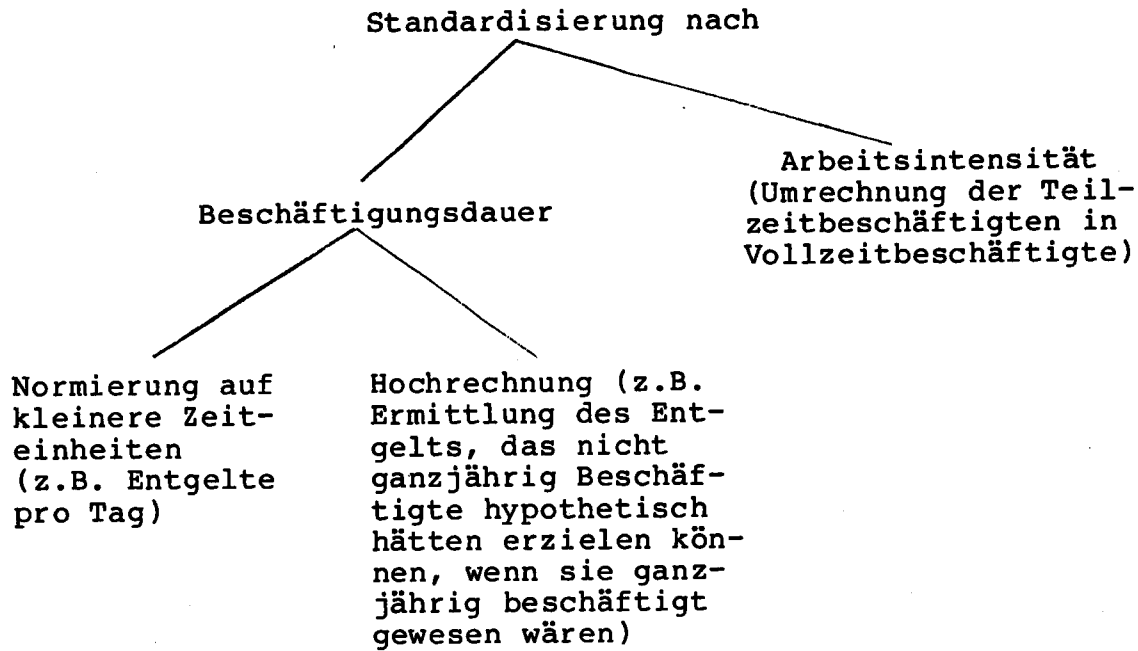 Standardisierung nach
Arbeitsintensität
(Umrechnung der Teil-
zeitbeschäftigten in
Vollzeitbeschäftigte)
Beschäftigungsdauer
Normierung auf
kleinere Zeit-
einheiten
(z.B. Entgelte
pro Tag)
Hochrechnung (z.B.
Ermittlung des Ent-
gelts, das nicht
ganzjährig Beschäf-
tigte hypothetisch
hätten erzielen kön-
nen, wenn sie ganz-
jährig beschäftigt
gewesen wären)